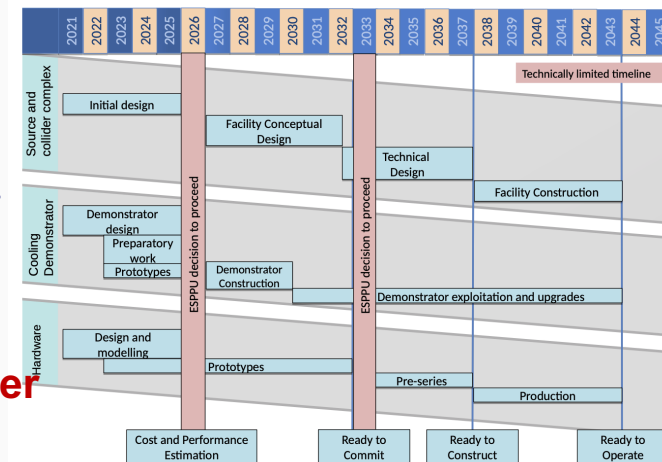 2021 2022 2023 2024 2025 2026 2027 2028 2029 2030 2031 2032 2033 2034 2035 2036 2037 2038 2039 2040 2041 2042 2043 2044 2045
Technically limited timeline
Source and
collider complex
Initial design
Facility Conceptual
Design
Technical
Design
Facility Construction
ESPPU decision to proceed
ESPPU decision to proceed
Cooling
Demonstrator
Demonstrator
design
Preparatory
work
Prototypes
Demonstrator
Construction
Demonstrator exploitation and upgrades
Hardware
Design and
modelling
Prototypes
Pre-series
Production
er
Cost and Performance
Estimation
Ready to
Commit
Ready to
Construct
Ready to
Operate